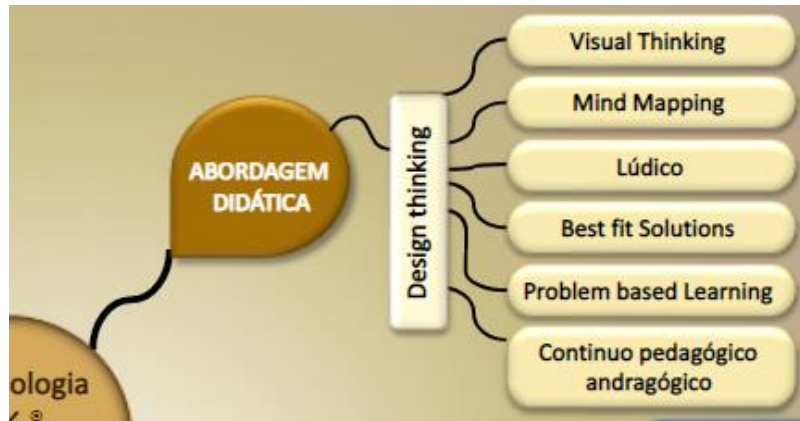 Visual Thinking
Mind Mapping
ABORDAGEM
DIDÁTICA
Design thinking
Lúdico
Best fit Solutions
Problem based Learning
Continuo pedagógico
andragógico
ologia